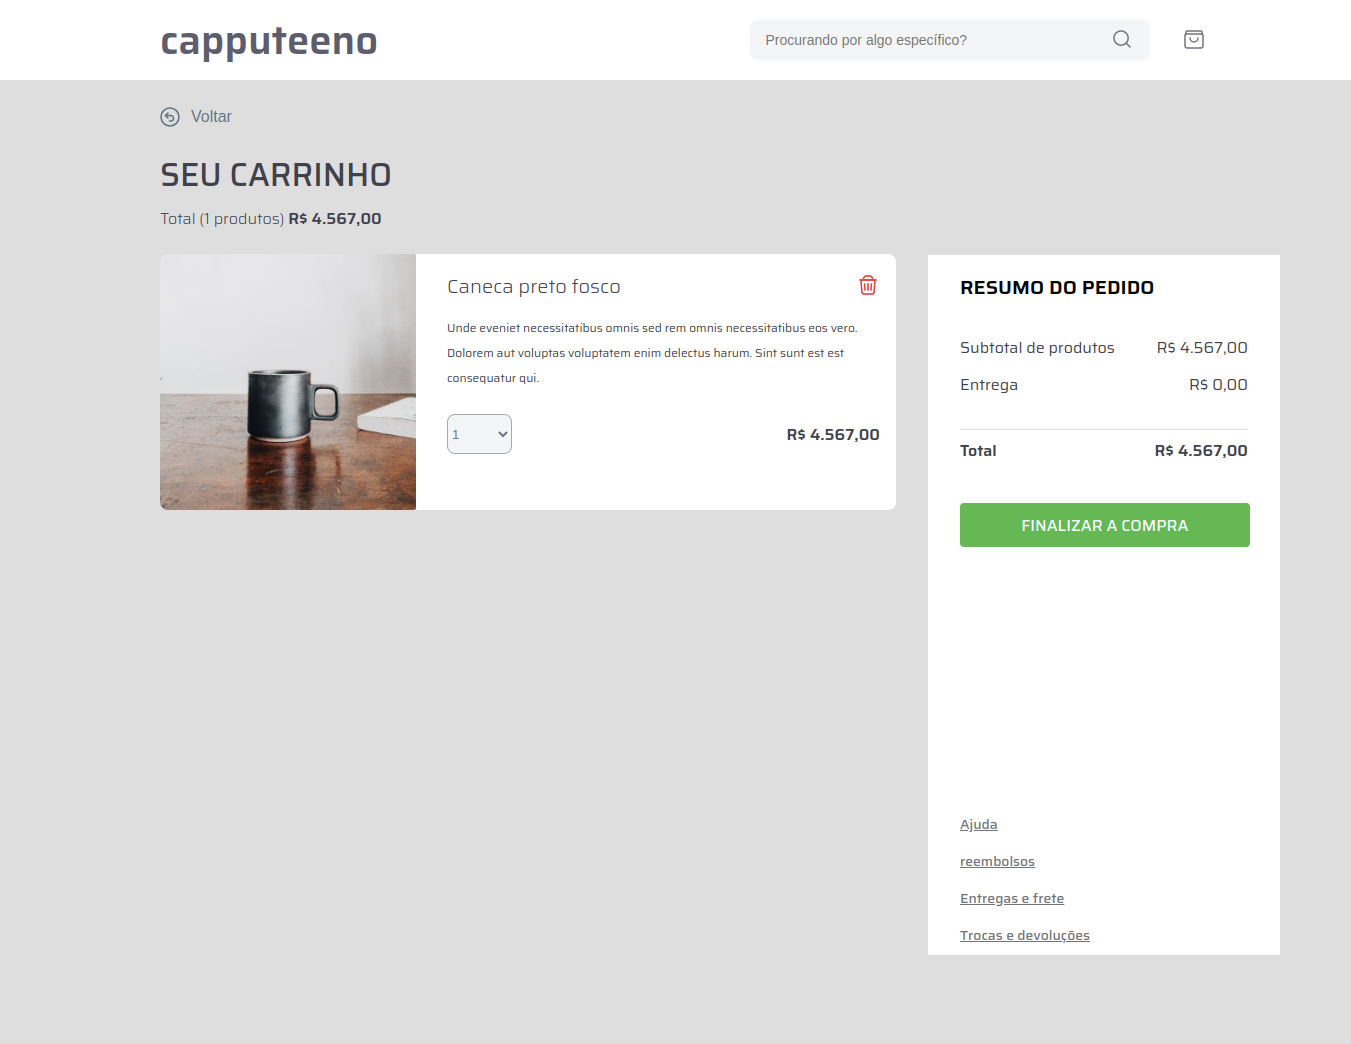 capputeeno
Procurando por algo específico?
Voltar
SEU CARRINHO
Total (1 produtos) R$ 4.567,00
Caneca preto fosco
Unde eveniet necessitatibus omnis sed rem omnis necessitatibus eos vero.
Dolorem aut voluptas voluptatem enim delectus harum. Sint sunt est est
consequatur qui.
1
R$ 4.567,00
RESUMO DO PEDIDO
Subtotal de produtos R$ 4.567,00
Entrega R$ 0,00
Total R$ 4.567,00
FINALIZAR A COMPRA
Ajuda
reembolsos
Entregas e frete
Trocas e devoluções